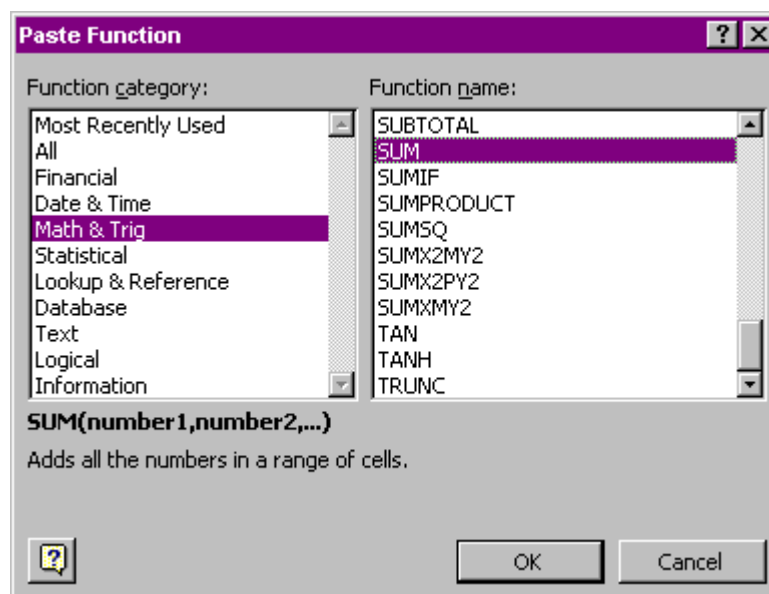 Paste Function
Function category:
Most Recently Used
All
Financial
Date & Time
Math & Trig
Statistical
Lookup & Reference
Database
Text
Logical
Information
Function name:
SUBTOTAL
SUM
SUMIF
SUMPRODUCT
SUMSQ
SUMX2MY2
SUMX2PY2
SUMXMY2
TAN
TANH
TRUNC
SUM(number1,number2,...)
Adds all the numbers in a range of cells.
OK
Cancel